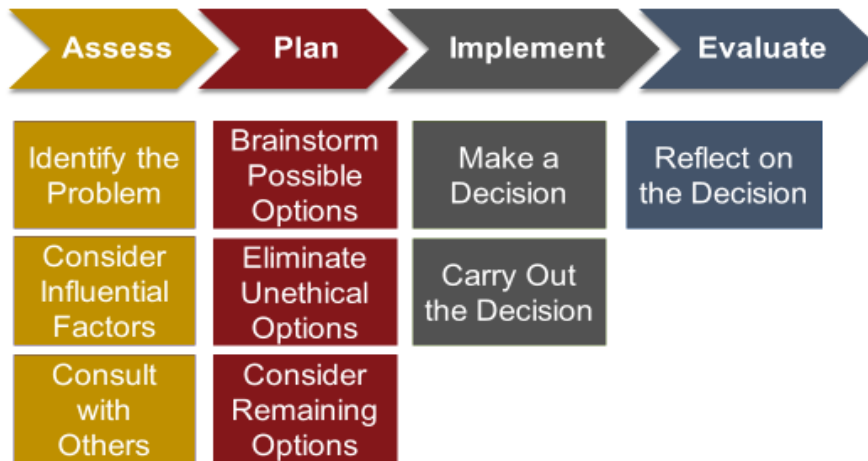 Assess
Plan
Implement
Evaluate
Identify the
Problem
Consider
Influential
Factors
Consult
with
Others
Brainstorm
Possible
Options
Eliminate
Unethical
Options
Consider
Remaining
Options
Make a
Decision
Carry Out
the Decision
Reflect on
the Decision